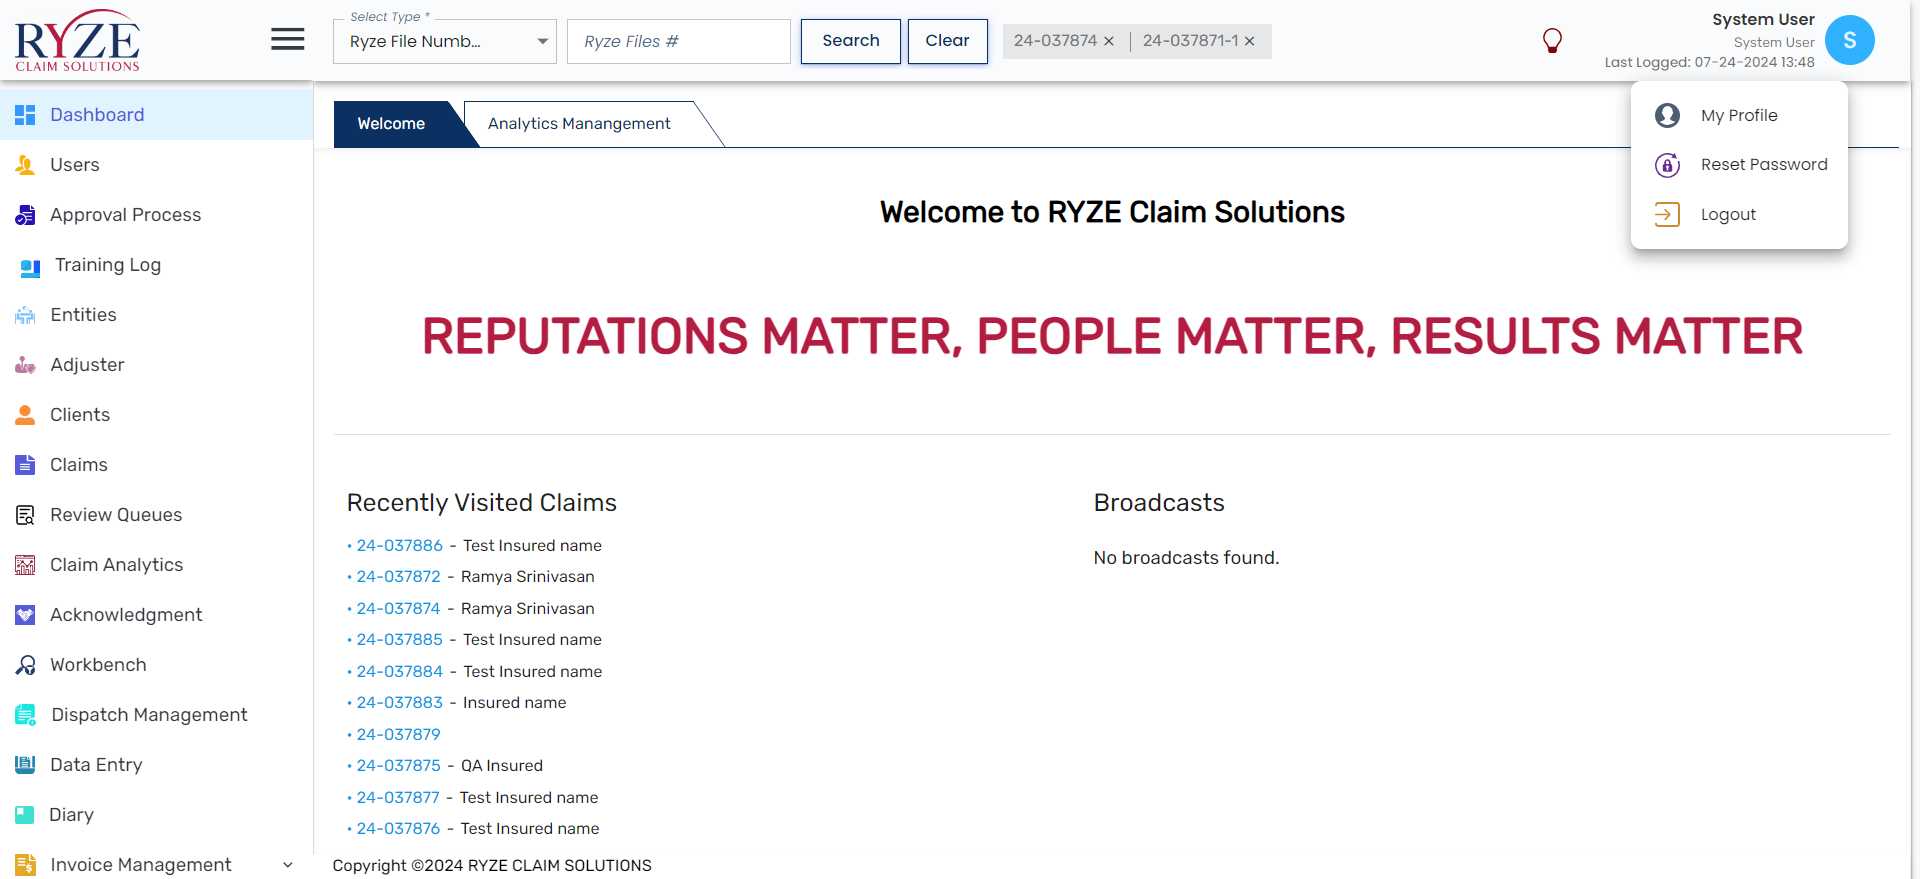 RYZE
CLAIM SOLUTIONS
Select Type *
Ryze File Numb...
Ryze Files #
Search
Clear
24-037874 ×
24-037871-1 ×
System User
System User
Last Logged: 07-24-2024 13:48
S
My Profile
Reset Password
Logout
Dashboard
Users
Approval Process
Training Log
Entities
Adjuster
Clients
Claims
Review Queues
Claim Analytics
Acknowledgment
Workbench
Dispatch Management
Data Entry
Diary
Invoice Management
Welcome
Analytics Manangement
Welcome to RYZE Claim Solutions
REPUTATIONS MATTER, PEOPLE MATTER, RESULTS MATTER
Recently Visited Claims
• 24-037886 - Test Insured name
• 24-037872 - Ramya Srinivasan
• 24-037874 - Ramya Srinivasan
• 24-037885 - Test Insured name
• 24-037884 - Test Insured name
• 24-037883 - Insured name
• 24-037879
• 24-037875 - QA Insured
• 24-037877 - Test Insured name
• 24-037876 - Test Insured name
Broadcasts
No broadcasts found.
Copyright ©2024 RYZE CLAIM SOLUTIONS